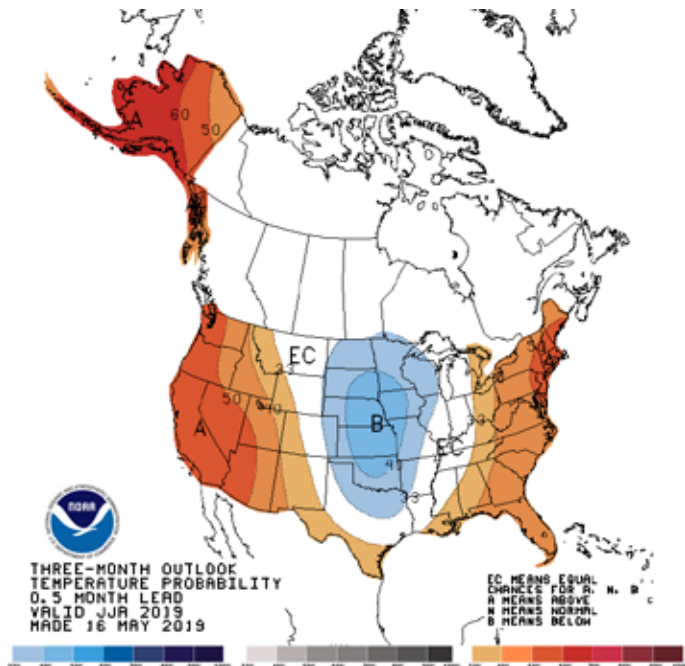 A
60
50
EC
33
50
40
A
B
40
33
EC
33
50
NOAA
THREE-MONTH OUTLOOK
TEMPERATURE PROBABILITY
0.5 MONTH LEAD
VALID JJA 2019
MADE 16 MAY 2019
EC MEANS EQUAL
CHANCES FOR A, N, B
A MEANS ABOVE
N MEANS NORMAL
B MEANS BELOW